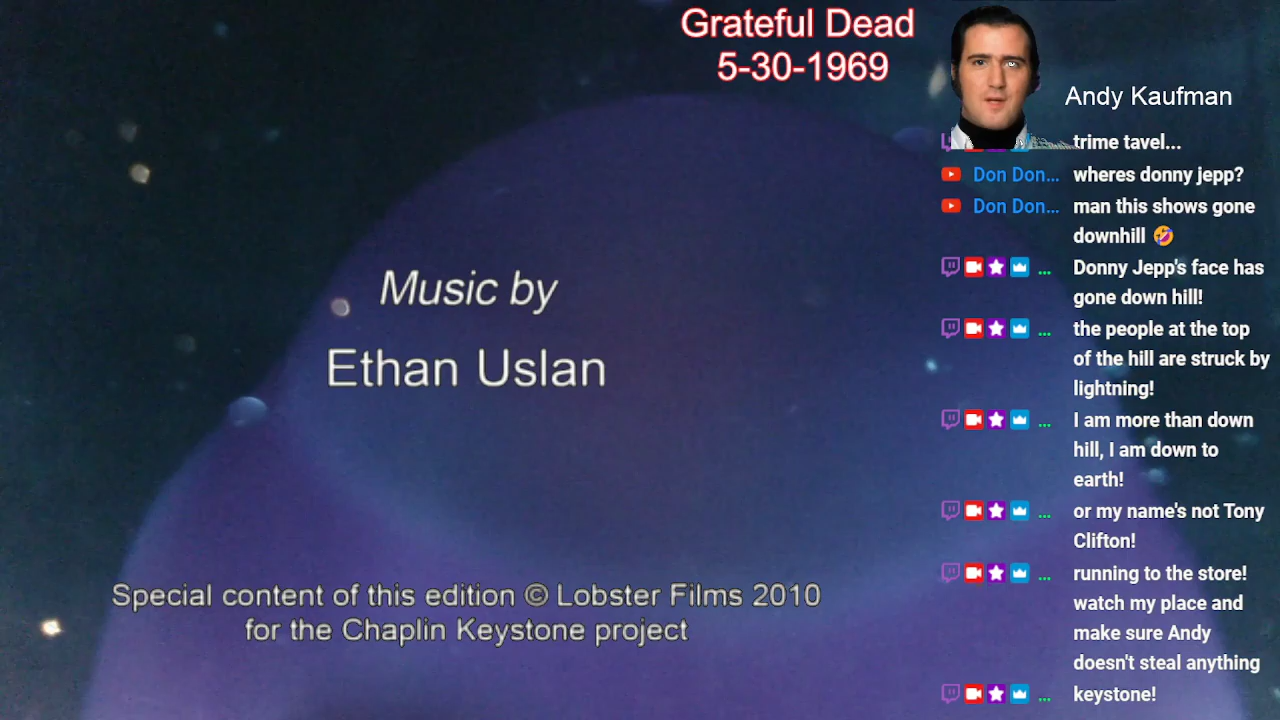 Grateful Dead
5-30-1969
Andy Kaufman
Music by
Ethan Uslan
Special content of this edition © Lobster Films 2010
for the Chaplin Keystone project
trime tavel...
Don Don... wheres donny jepp?
Don Don... man this shows gone
downhill 🤣
... Donny Jepp's face has
gone down hill!
... the people at the top
of the hill are struck by
lightning!
... I am more than down
hill, I am down to
earth!
... or my name's not Tony
Clifton!
... running to the store!
watch my place and
make sure Andy
doesn't steal anything
... keystone!